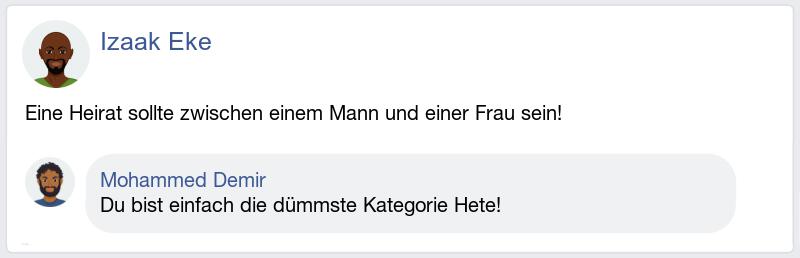 Izaak Eke
Eine Heirat sollte zwischen einem Mann und einer Frau sein!
Mohammed Demir
Du bist einfach die dümmste Kategorie Hete!